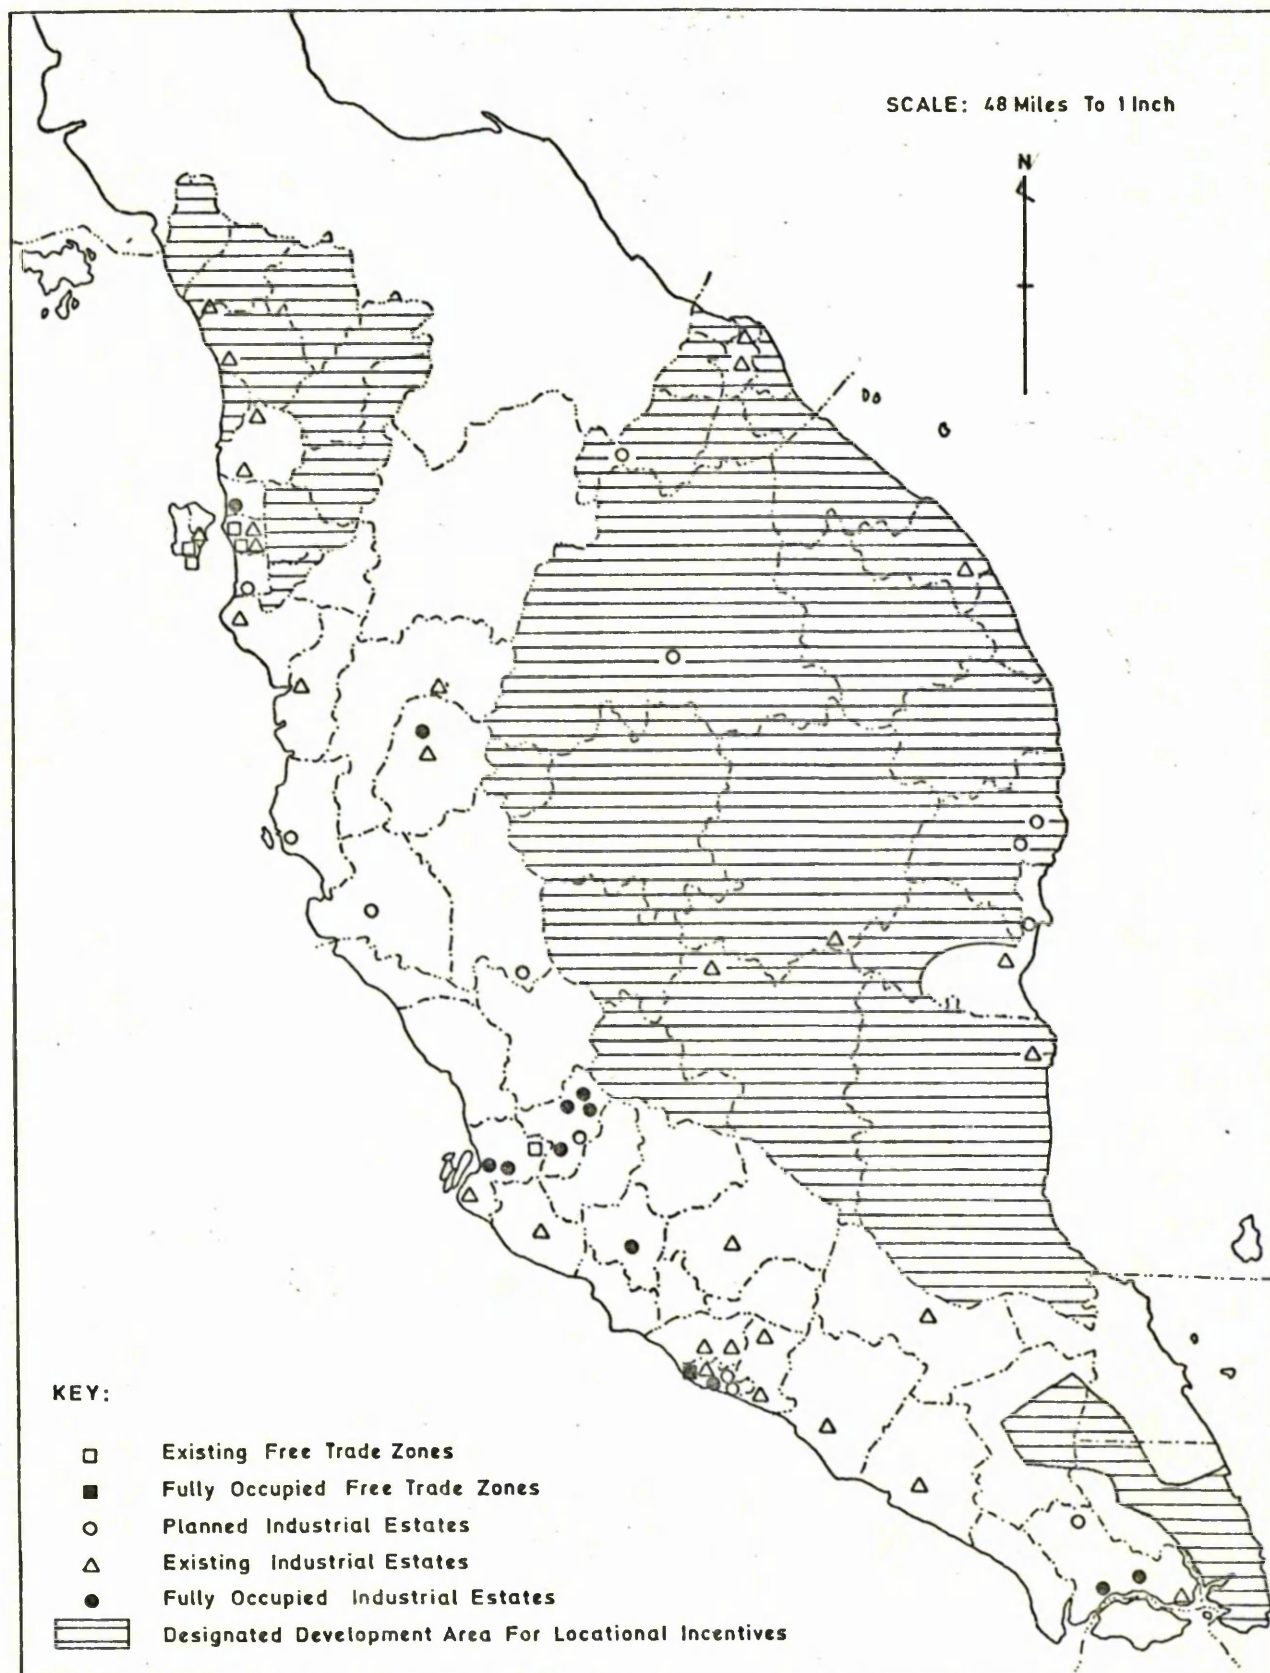 SCALE: 48 Miles To 1 Inch
N
KEY:
Existing Free Trade Zones
Fully Occupied Free Trade Zones
Planned Industrial Estates
Existing Industrial Estates
Fully Occupied Industrial Estates
Designated Development Area For Locational Incentives